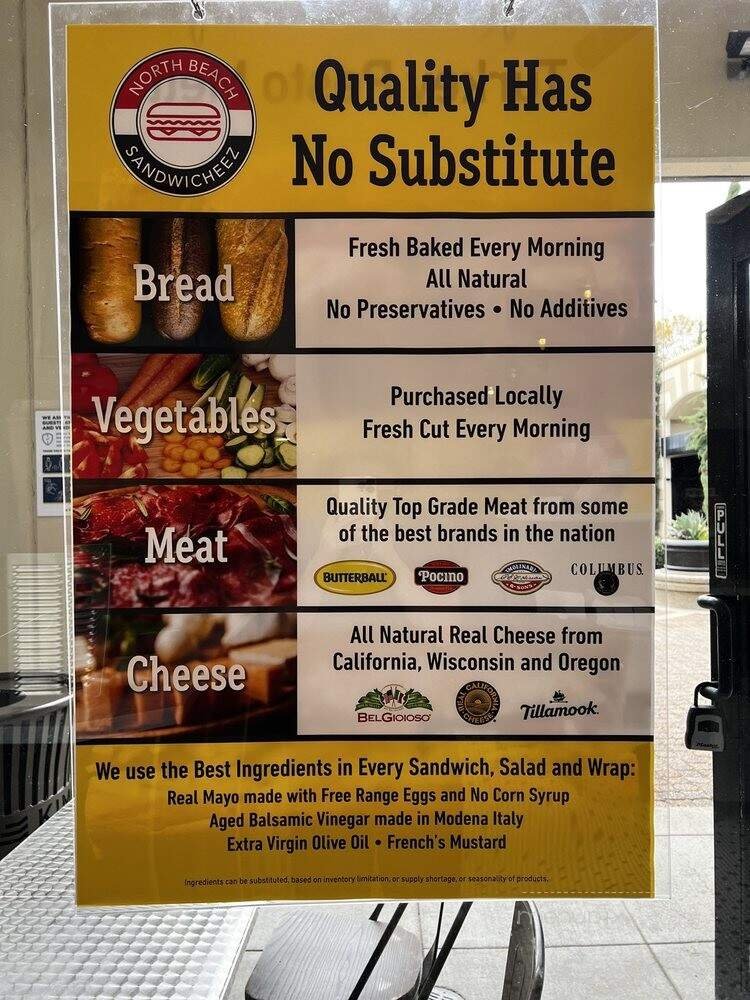 NORTH BEACH
SANDWICHEEZ
Quality Has
No Substitute
Bread
Fresh Baked Every Morning
All Natural
No Preservatives • No Additives
Vegetables
Purchased Locally
Fresh Cut Every Morning
Meat
Quality Top Grade Meat from some
of the best brands in the nation
BUTTERBALL
POCINO
MOLINARI
& SONS
COLUMBUS
Cheese
All Natural Real Cheese from
California, Wisconsin and Oregon
BELGIOIOSO
REAL CALIFORNIA
CHEESE
Tillamook
We use the Best Ingredients in Every Sandwich, Salad and Wrap:
Real Mayo made with Free Range Eggs and No Corn Syrup
Aged Balsamic Vinegar made in Modena Italy
Extra Virgin Olive Oil • French's Mustard
Ingredients can be substituted, based on inventory limitation, or supply shortage, or seasonality of products.
PULL